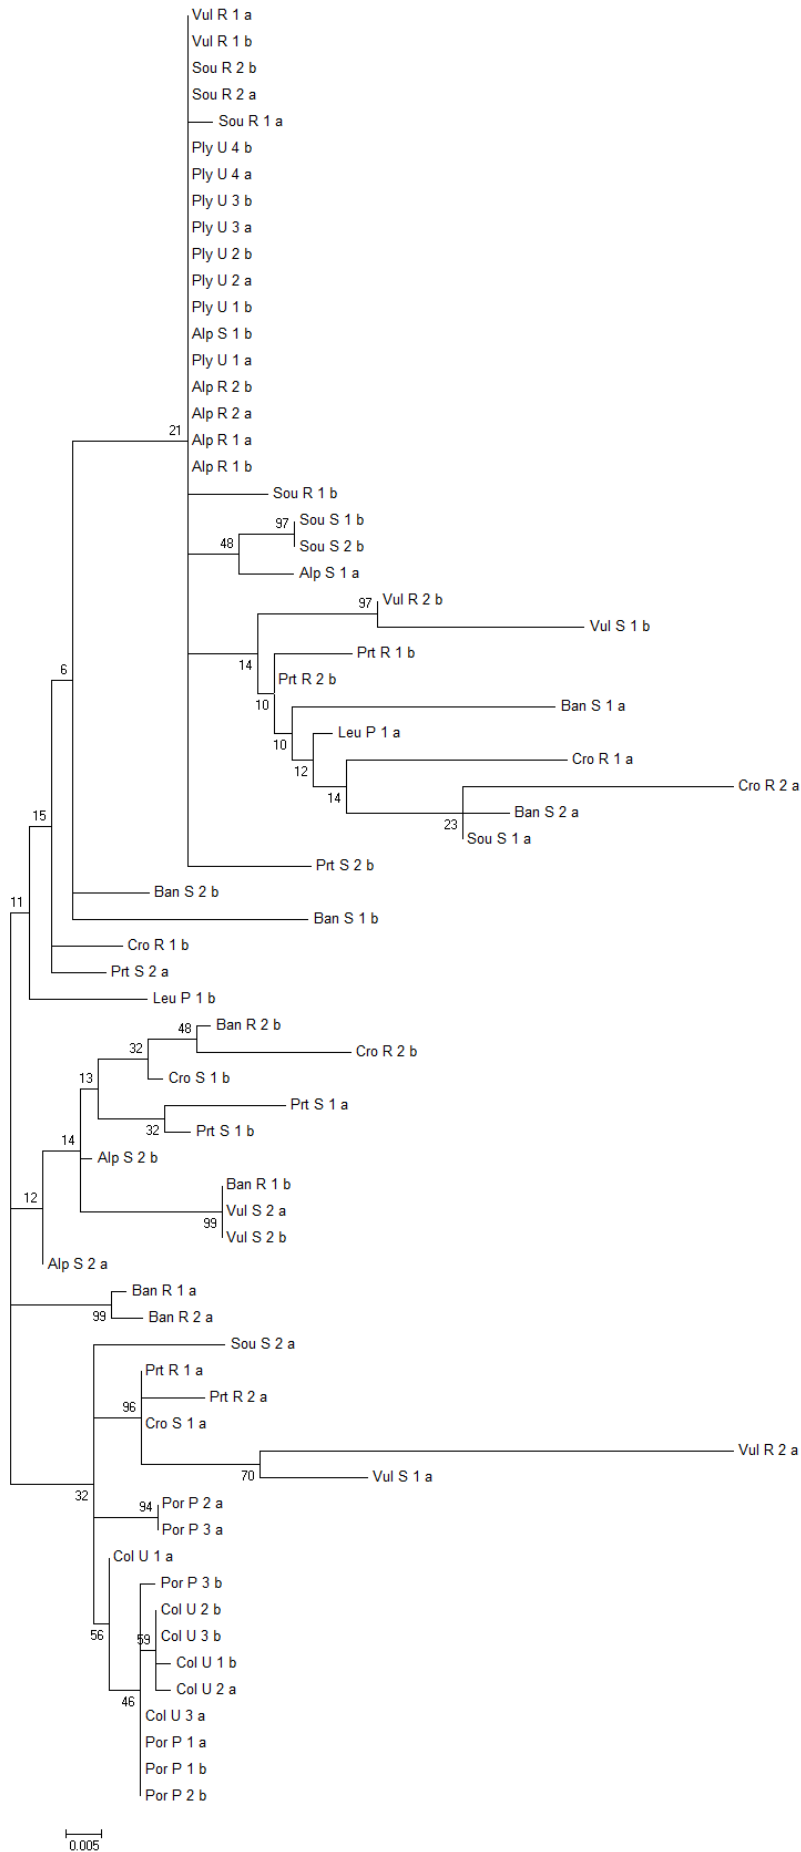 Vul R 1 a
Vul R 1 b
Sou R 2 b
Sou R 2 a
Sou R 1 a
Ply U 4 b
Ply U 4 a
Ply U 3 b
Ply U 3 a
Ply U 2 b
Ply U 2 a
Ply U 1 b
Alp S 1 b
Ply U 1 a
Alp R 2 b
Alp R 2 a
21
Alp R 1 a
Alp R 1 b
Sou R 1 b
97
Sou S 1 b
48
Sou S 2 b
Alp S 1 a
97
Vul R 2 b
Vul S 1 b
14
Prt R 1 b
6
Prt R 2 b
10
Ban S 1 a
10
Leu P 1 a
Cro R 1 a
12
Cro R 2 a
14
Ban S 2 a
15
23
Sou S 1 a
Prt S 2 b
Ban S 2 b
11
Ban S 1 b
Cro R 1 b
Prt S 2 a
Leu P 1 b
48
Ban R 2 b
32
Cro R 2 b
13
Cro S 1 b
Prt S 1 a
32
Prt S 1 b
14
Alp S 2 b
Ban R 1 b
12
Vul S 2 a
99
Vul S 2 b
Alp S 2 a
Ban R 1 a
99
Ban R 2 a
Sou S 2 a
Prt R 1 a
Prt R 2 a
96
Cro S 1 a
Vul R 2 a
70
Vul S 1 a
32
94
Por P 2 a
Por P 3 a
Col U 1 a
Por P 3 b
Col U 2 b
56
59
Col U 3 b
Col U 1 b
Col U 2 a
46
Col U 3 a
Por P 1 a
Por P 1 b
Por P 2 b
0.005